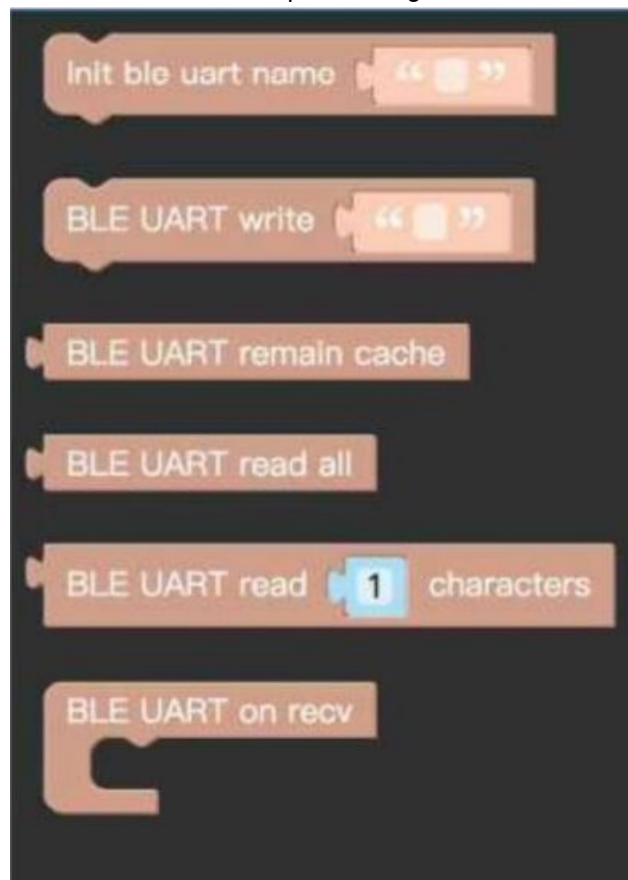 Init ble uart name “ ”
BLE UART write “ ”
BLE UART remain cache
BLE UART read all
BLE UART read 1 characters
BLE UART on recv